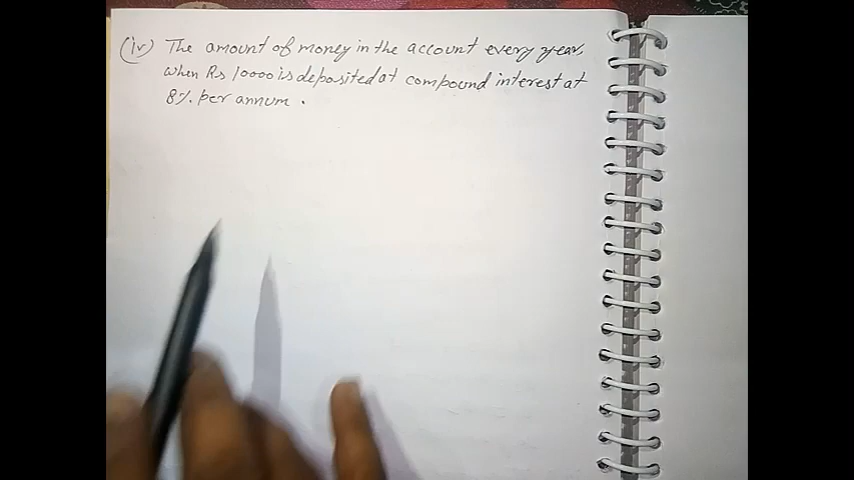 (iv) The amount of money in the account every year,
when Rs 10000 is deposited at compound interest at
8% per annum .